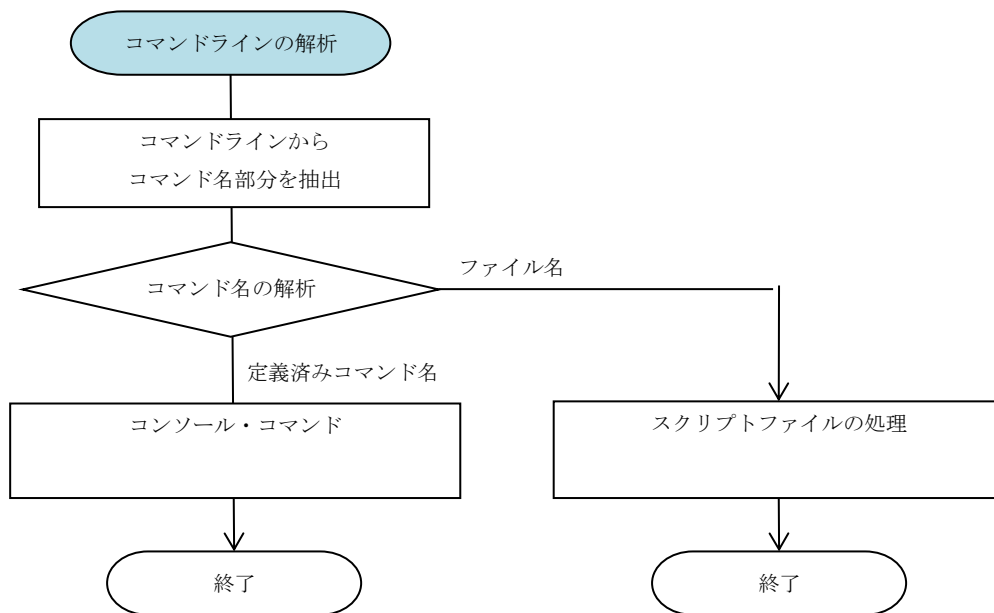 コマンドラインの解析
コマンドラインから
コマンド名部分を抽出
コマンド名の解析
ファイル名
定義済みコマンド名
コンソール・コマンド
スクリプトファイルの処理
終了
終了